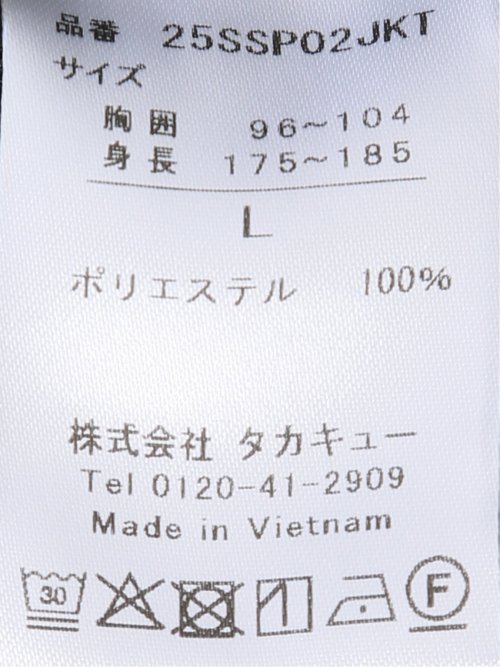 品番 25SSP02JKT
サイズ
胸囲 96〜104
身長 175〜185
L
ポリエステル 100%
株式会社 タカキュー
Tel 0120-41-2909
Made in Vietnam
30 F